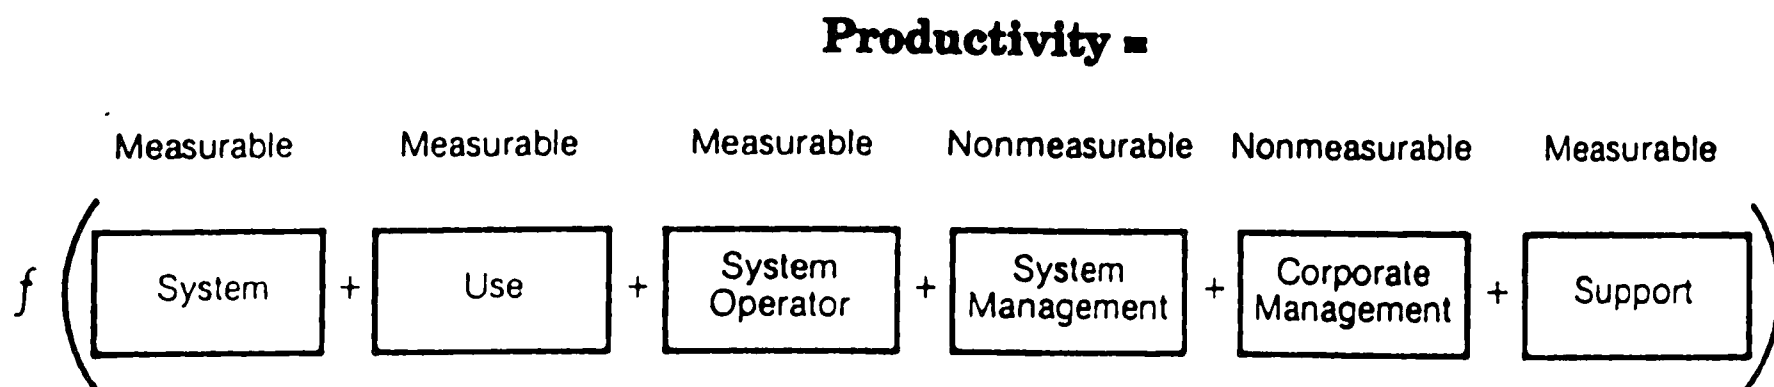 Productivity =
Measurable Measurable Measurable Nonmeasurable Nonmeasurable Measurable
f ( System + Use + System Operator + System Management + Corporate Management + Support )